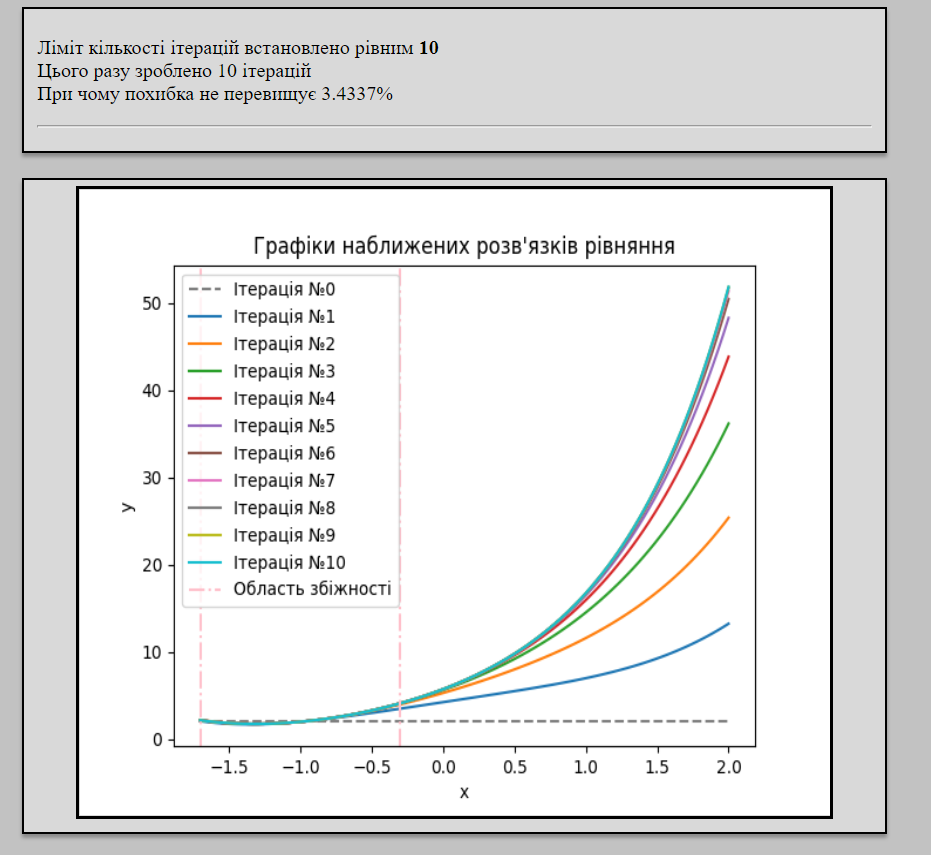 Ліміт кількості ітерацій встановлено рівним 10
Цього разу зроблено 10 ітерацій
При чому похибка не перевищує 3.4337%
Графіки наближених розв'язків рівняння
Ітерація №0
Ітерація №1
Ітерація №2
Ітерація №3
Ітерація №4
Ітерація №5
Ітерація №6
Ітерація №7
Ітерація №8
Ітерація №9
Ітерація №10
Область збіжності
50
40
30
20
10
0
y
−1.5 −1.0 −0.5 0.0 0.5 1.0 1.5 2.0
x